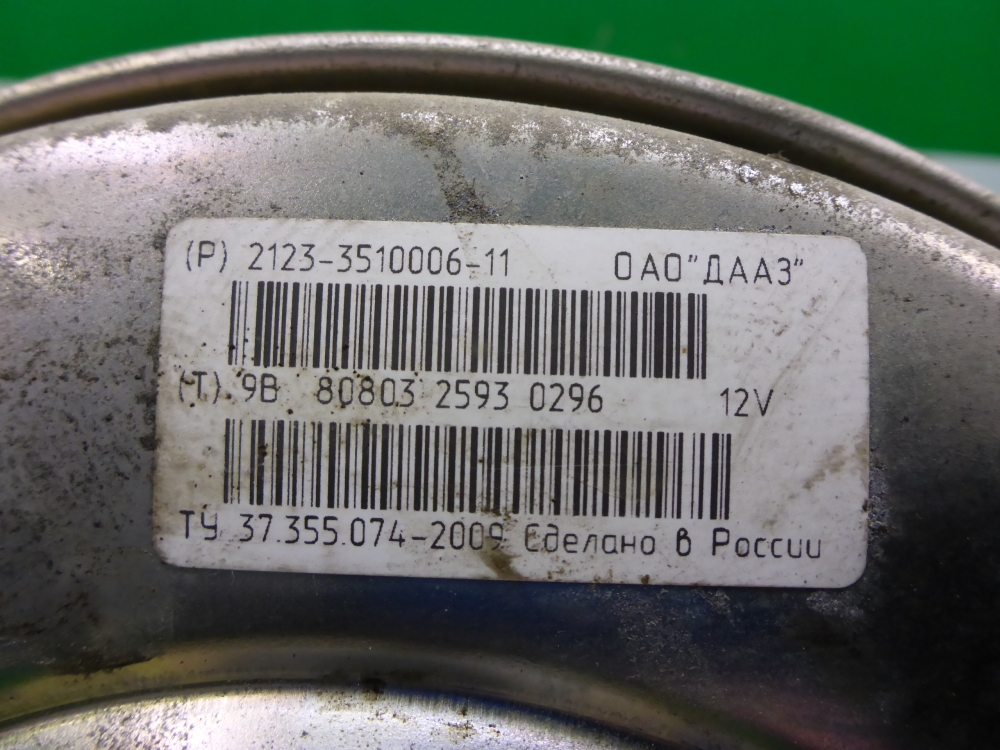 (P) 2123-3510006-11 ОАО"ДААЗ"
(T) 9B 80803 2593 0296 12V
ТУ 37.355.074-2009 Сделано в России